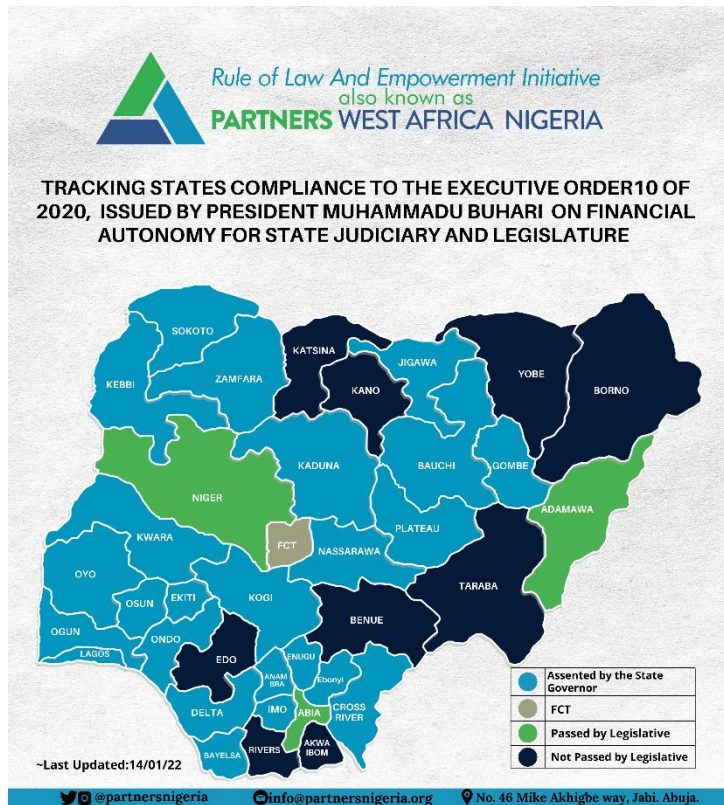 Rule of Law And Empowerment Initiative
also known as
PARTNERS WEST AFRICA NIGERIA
TRACKING STATES COMPLIANCE TO THE EXECUTIVE ORDER10 OF
2020, ISSUED BY PRESIDENT MUHAMMADU BUHARI ON FINANCIAL
AUTONOMY FOR STATE JUDICIARY AND LEGISLATURE
SOKOTO
KATSINA
JIGAWA
YOBE
KEBBI
ZAMFARA
KANO
BORNO
KADUNA
BAUCHI
GOMBE
NIGER
ADAMAWA
PLATEAU
KWARA
FCT
NASSARAWA
OYO
TARABA
OSUN
EKITI
KOGI
BENUE
OGUN
ONDO
LAGOS
EDO
ENUGU
ANAM
BRA
Ebonyi
DELTA
IMO
ABIA
CROSS
RIVER
BAYELSA
RIVERS
AKWA
IBOM
Assented by the State
Governor
FCT
Passed by Legislative
Not Passed by Legislative
~Last Updated:14/01/22
@partnersnigeria
info@partnersnigeria.org
No. 46 Mike Akhigbe way, Jabi. Abuja.